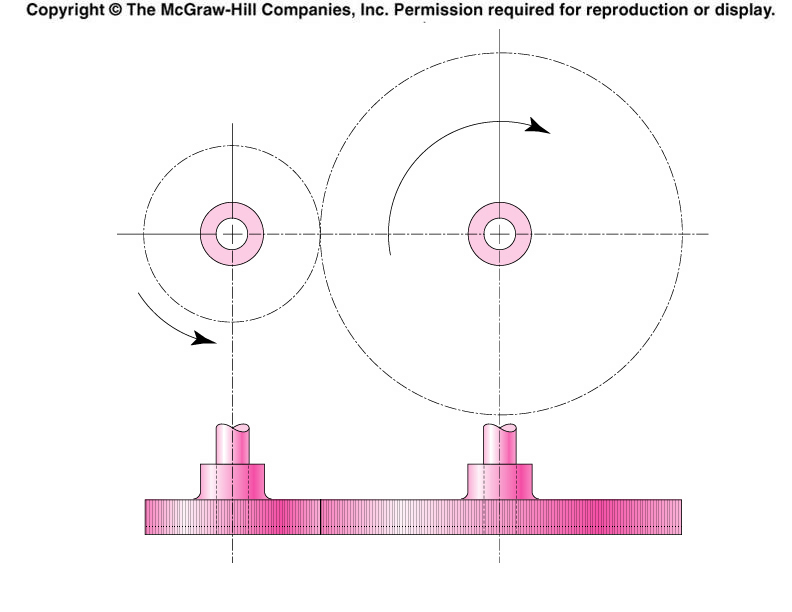 Copyright © The McGraw-Hill Companies, Inc. Permission required for reproduction or display.